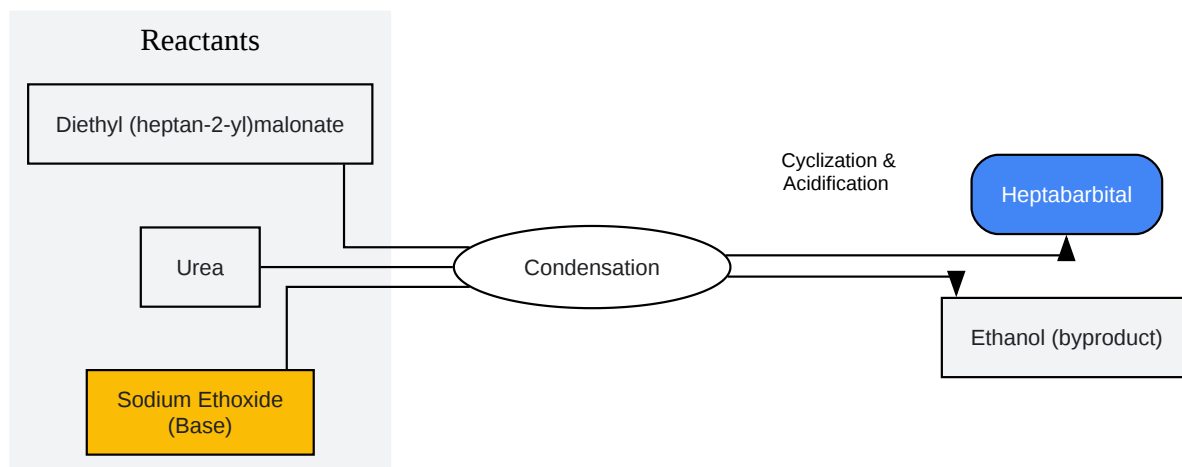 Reactants
Diethyl (heptan-2-yl)malonate
Urea
Sodium Ethoxide
(Base)
Condensation
Cyclization &
Acidification
Heptabarbital
Ethanol (byproduct)